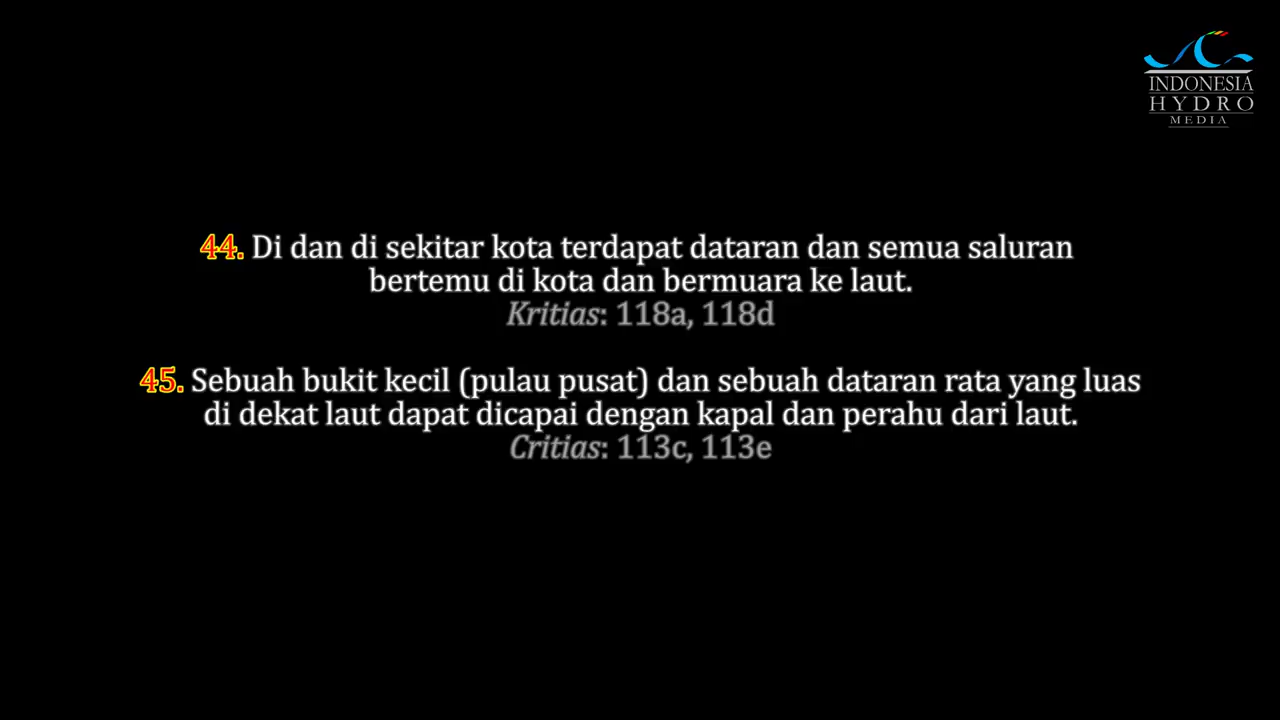 INDONESIA
HYDRO
MEDIA
44. Di dan di sekitar kota terdapat dataran dan semua saluran
bertemu di kota dan bermuara ke laut.
Kritias: 118a, 118d
45. Sebuah bukit kecil (pulau pusat) dan sebuah dataran rata yang luas
di dekat laut dapat dicapai dengan kapal dan perahu dari laut.
Critias: 113c, 113e